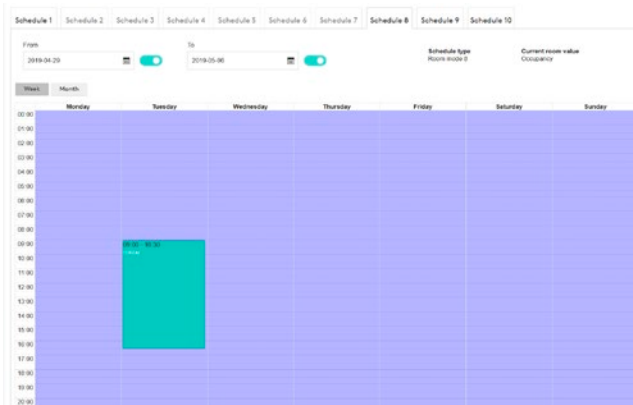 Schedule 1 Schedule 2 Schedule 3 Schedule 4 Schedule 5 Schedule 6 Schedule 7 Schedule 8 Schedule 9 Schedule 10
From To
Schedule type Current room value
2019-04-29 2019-05-06 Room mode 8 Occupancy
Week Month
Monday Tuesday Wednesday Thursday Friday Saturday Sunday
00:00
01:00
02:00
03:00
04:00
05:00
06:00
07:00
08:00
09:00 09:00 - 16:30
10:00
11:00
12:00
13:00
14:00
15:00
16:00
17:00
18:00
19:00
20:00